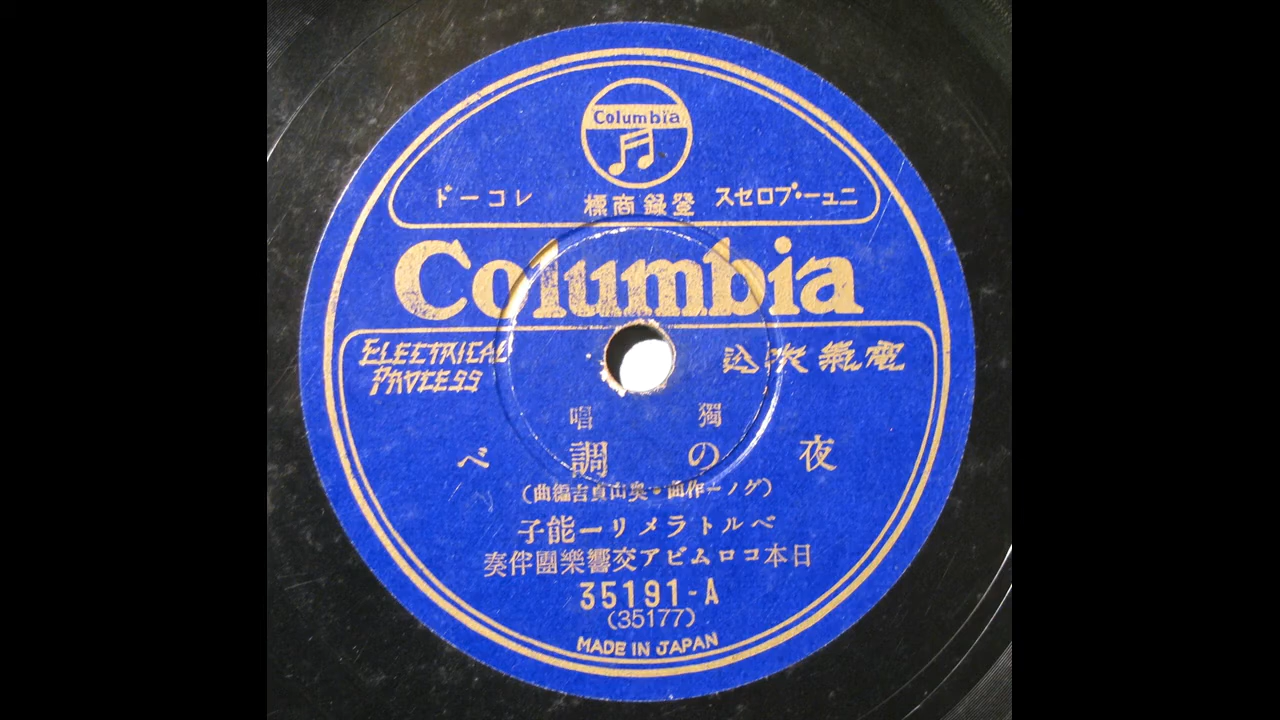 Columbia
ニュー・プロセス 登録商標 レコード
Columbia
ELECTRICAL
PROCESS
電氣吹込
獨唱
夜の調べ
(グノー作曲・奥山貞吉編曲)
ベルトラメリー能子
日本コロムビア交響樂團伴奏
35191-A
(35177)
MADE IN JAPAN